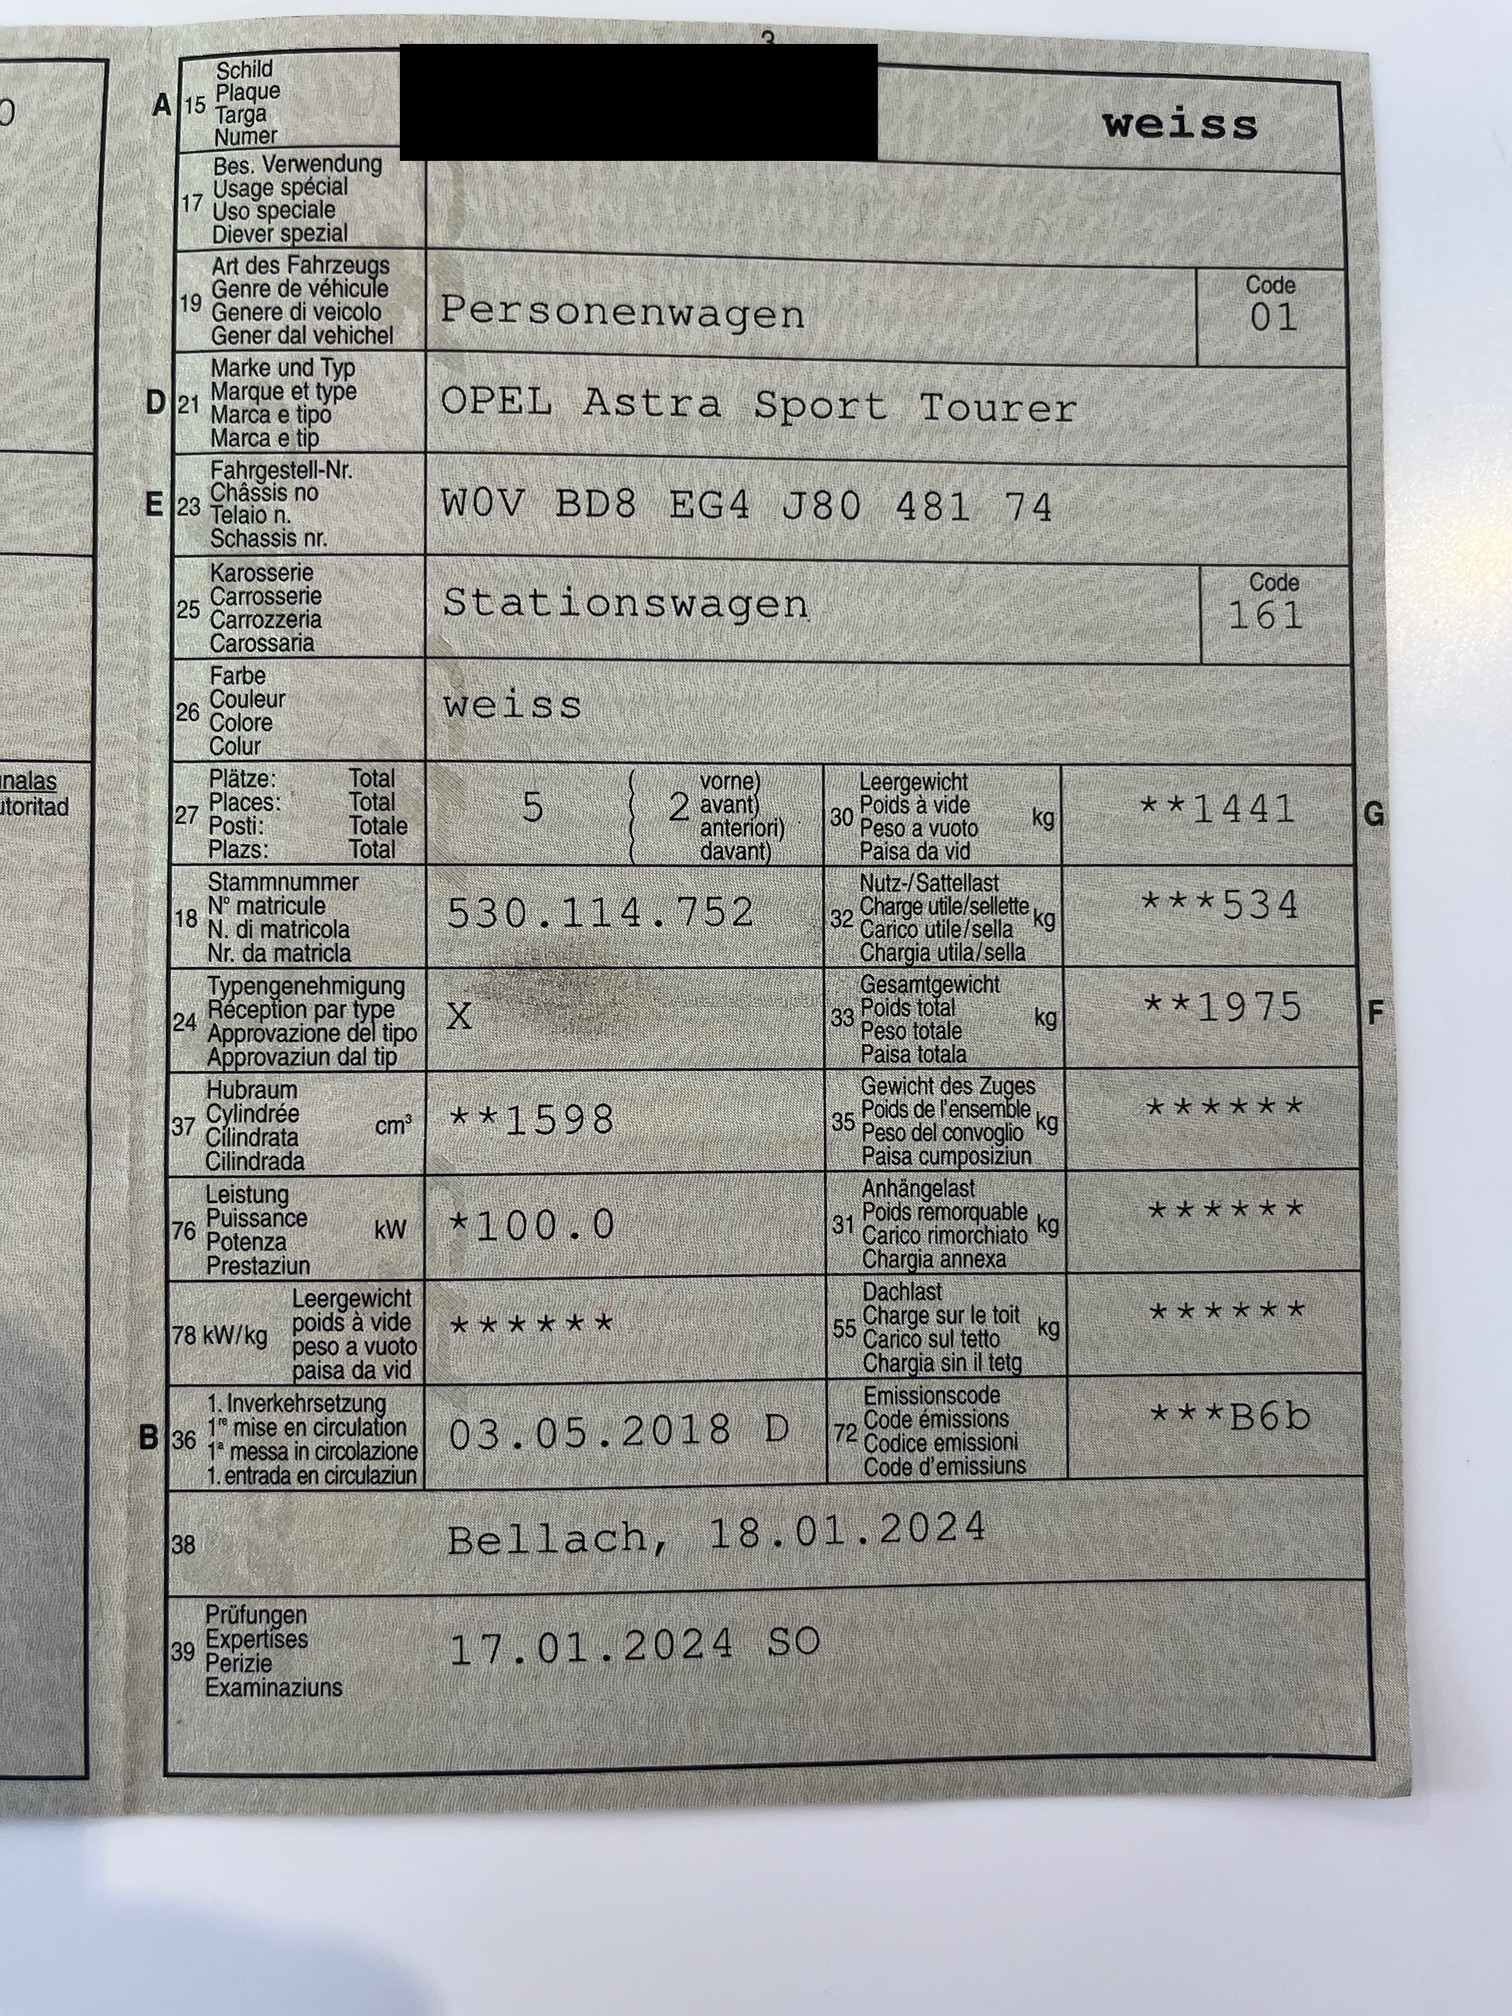 3
A 15 Schild
Plaque
Targa
Numer
weiss
17 Bes. Verwendung
Usage spécial
Uso speciale
Diever spezial
19 Art des Fahrzeugs
Genre de véhicule
Genere di veicolo
Gener dal vehichel
Personenwagen
Code
01
D 21 Marke und Typ
Marque et type
Marca e tipo
Marca e tip
OPEL Astra Sport Tourer
E 23 Fahrgestell-Nr.
Châssis no
Telaio n.
Schassis nr.
W0V BD8 EG4 J80 481 74
25 Karosserie
Carrosserie
Carrozzeria
Carossaria
Stationswagen
Code
161
26 Farbe
Couleur
Colore
Colur
weiss
27 Plätze: Total
Places: Total
Posti: Totale
Plazs: Total
5 ( 2 vorne)
avant)
anteriori)
davant)
30 Leergewicht
Poids à vide kg
Peso a vuoto
Paisa da vid
**1441 G
18 Stammnummer
N° matricule
N. di matricola
Nr. da matricla
530.114.752
32 Nutz-/Sattellast
Charge utile/sellette kg
Carico utile/sella
Chargia utila/sella
***534
24 Typengenehmigung
Réception par type
Approvazione del tipo
Approvaziun dal tip
X
33 Gesamtgewicht
Poids total kg
Peso totale
Paisa totala
**1975 F
37 Hubraum
Cylindrée cm³
Cilindrata
Cilindrada
**1598
35 Gewicht des Zuges
Poids de l'ensemble kg
Peso del convoglio
Paisa cumposiziun
******
76 Leistung
Puissance kW
Potenza
Prestaziun
*100.0
31 Anhängelast
Poids remorquable kg
Carico rimorchiato
Chargia annexa
******
78 kW/kg Leergewicht
poids à vide
peso a vuoto
paisa da vid
******
55 Dachlast
Charge sur le toit kg
Carico sul tetto
Chargia sin il tetg
******
B 36 1. Inverkehrsetzung
1re mise en circulation
1a messa in circolazione
1. entrada en circulaziun
03.05.2018 D
72 Emissionscode
Code émissions
Codice emissioni
Code d'emissiuns
***B6b
38 Bellach, 18.01.2024
39 Prüfungen
Expertises
Perizie
Examinaziuns
17.01.2024 SO